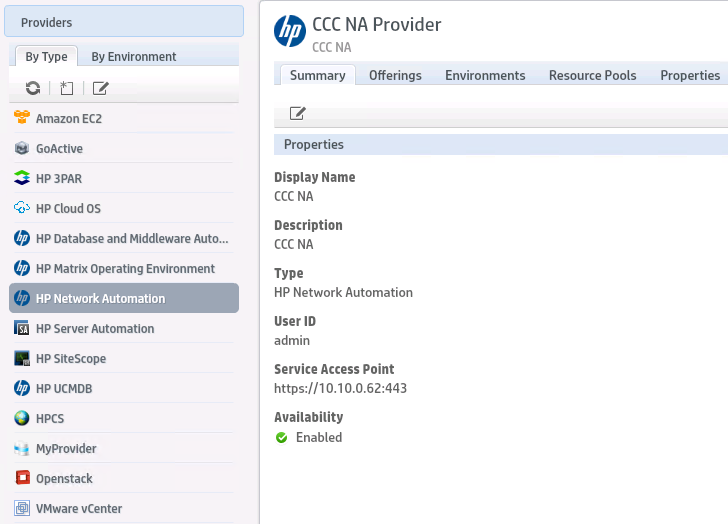 Providers
By Type
By Environment
Amazon EC2
GoActive
HP 3PAR
HP Cloud OS
HP Database and Middleware Auto...
HP Matrix Operating Environment
HP Network Automation
HP Server Automation
HP SiteScope
HP UCMDB
HPCS
MyProvider
Openstack
VMware vCenter
hp
CCC NA Provider
CCC NA
Summary
Offerings
Environments
Resource Pools
Properties
Properties
Display Name
CCC NA
Description
CCC NA
Type
HP Network Automation
User ID
admin
Service Access Point
https://10.10.0.62:443
Availability
Enabled